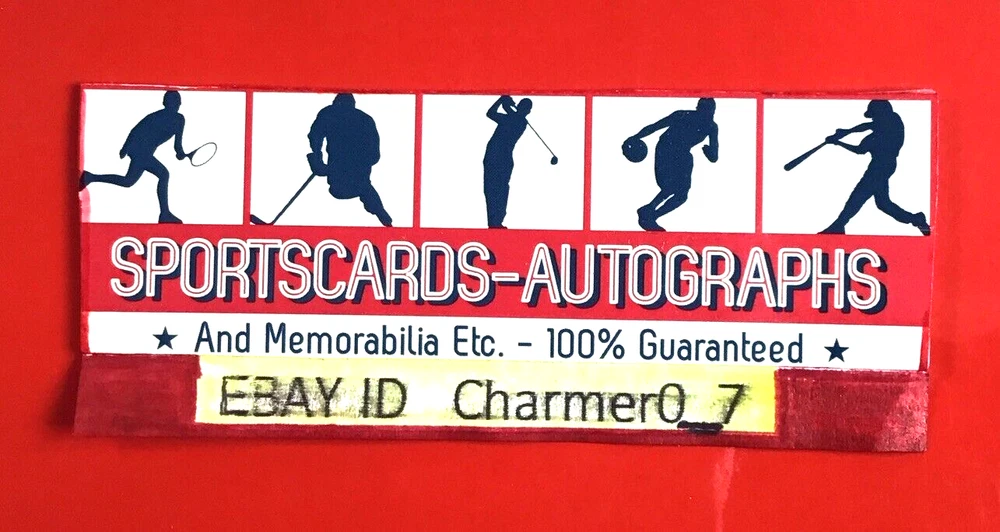 SPORTSCARDS-AUTOGRAPHS
★ And Memorabilia Etc. - 100% Guaranteed ★
EBAY ID Charmer0_7